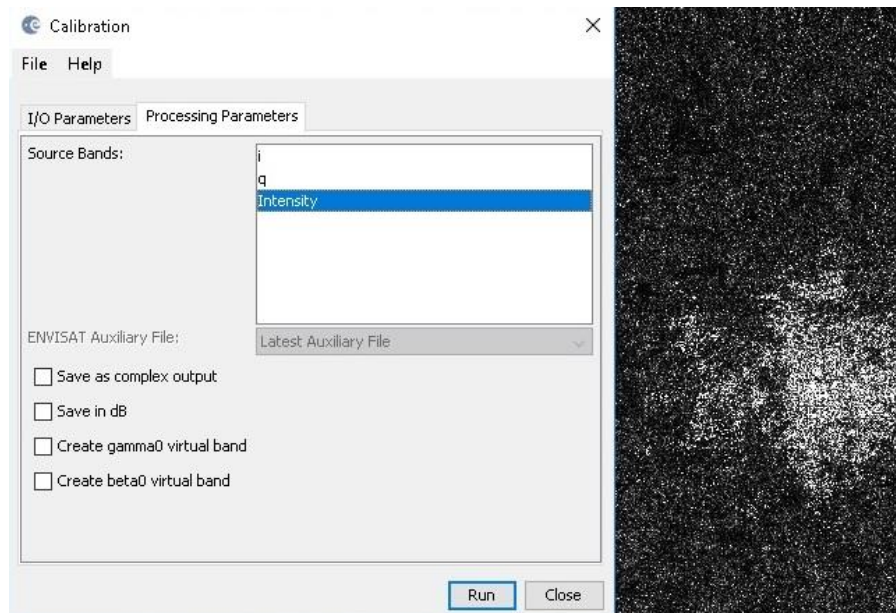 Calibration
File Help
I/O Parameters Processing Parameters
Source Bands:
i
q
Intensity
ENVISAT Auxiliary File:
Latest Auxiliary File
Save as complex output
Save in dB
Create gamma0 virtual band
Create beta0 virtual band
Run Close